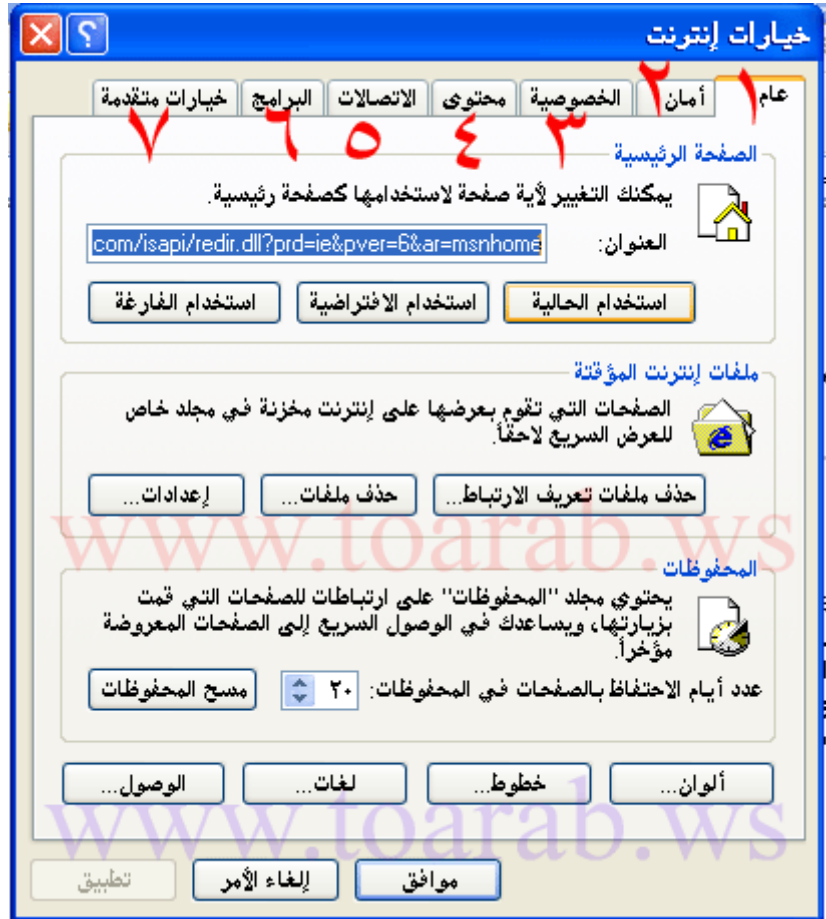 خيارات إنترنت
عام أمان الخصوصية محتوى الاتصالات البرامج خيارات متقدمة
١ ٢ ٣ ٤ ٥ ٦ ٧
الصفحة الرئيسية
يمكنك التغيير لأية صفحة لاستخدامها كصفحة رئيسية.
العنوان: com/isapi/redir.dll?prd=ie&pver=6&ar=msnhome
استخدام الحالية استخدام الافتراضية استخدام الفارغة
ملفات إنترنت المؤقتة
الصفحات التي تقوم بعرضها على إنترنت مخزنة في مجلد خاص
للعرض السريع لاحقاً.
حذف ملفات تعريف الارتباط... حذف ملفات... إعدادات...
www.toarab.ws
المحفوظات
يحتوي مجلد "المحفوظات" على ارتباطات للصفحات التي قمت
بزيارتها، ويساعدك في الوصول السريع إلى الصفحات المعروضة
مؤخراً.
عدد أيام الاحتفاظ بالصفحات في المحفوظات: ٢٠ مسح المحفوظات
ألوان... خطوط... لغات... الوصول...
www.toarab.ws
موافق إلغاء الأمر تطبيق